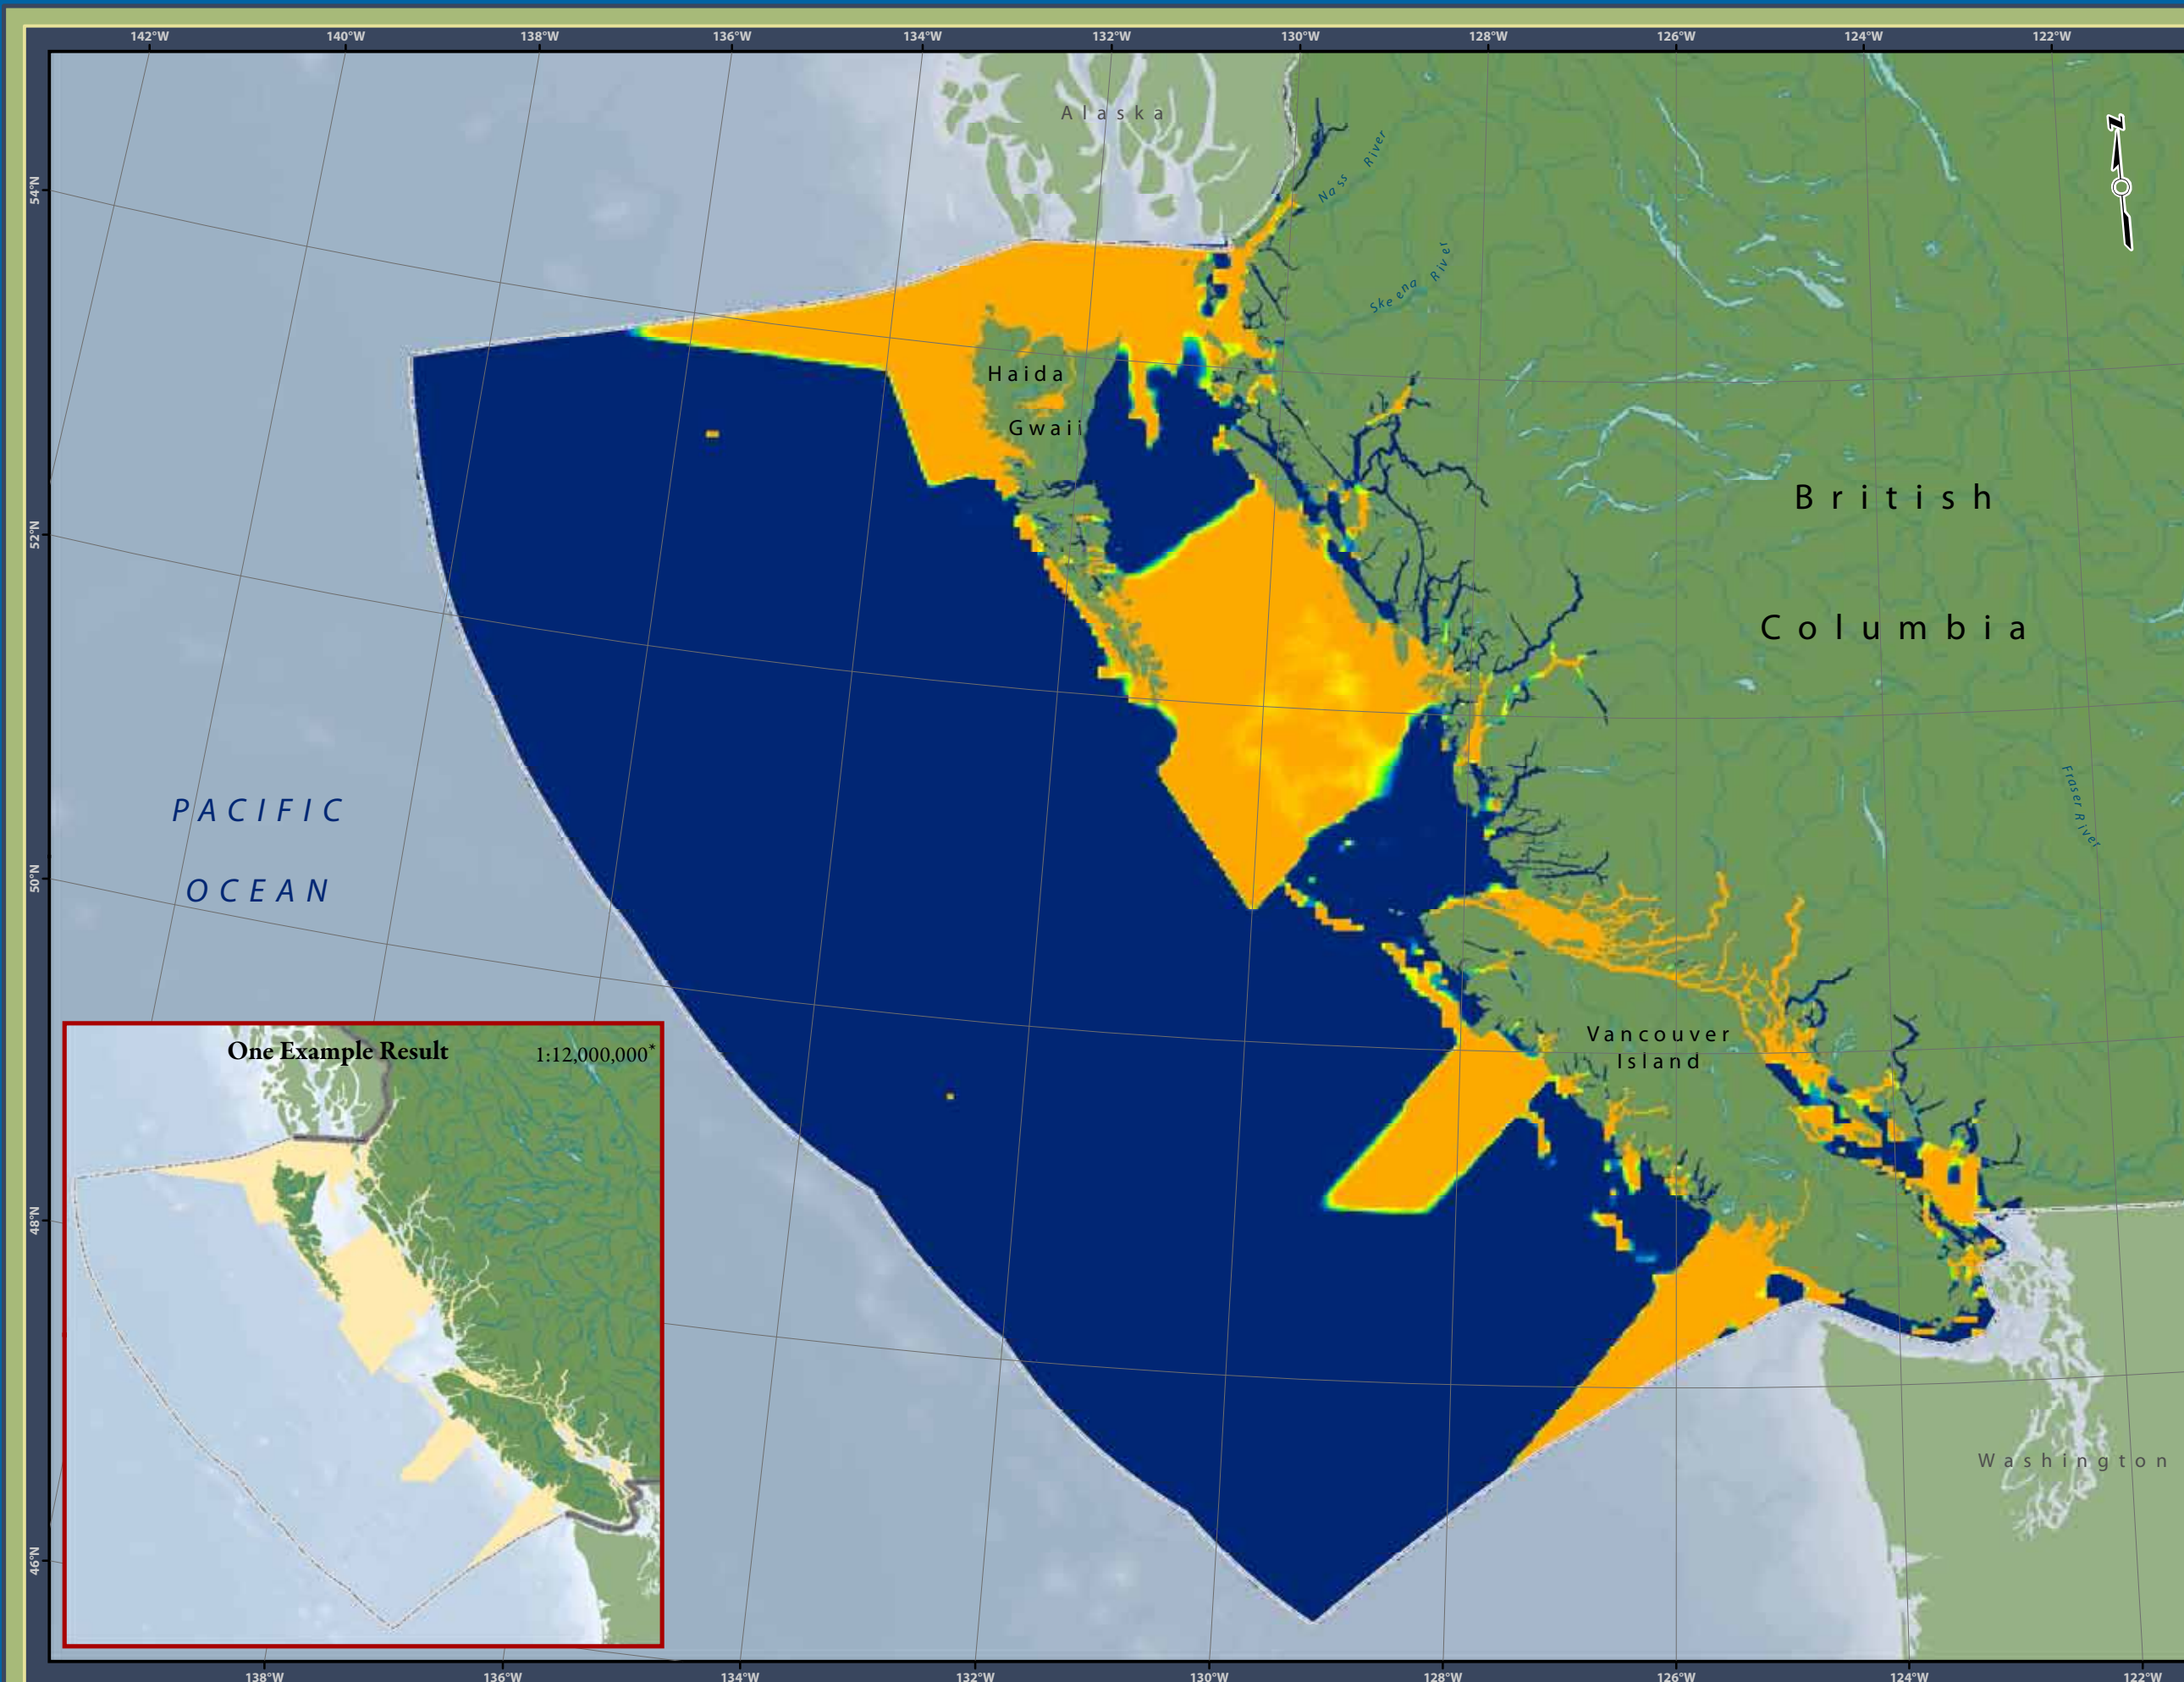 142°W 140°W 138°W 136°W 134°W 132°W 130°W 128°W 126°W 124°W 122°W
Alaska
Nass River
54°N
Skeena River
Haida
Gwaii
British
52°N
Columbia
PACIFIC
Fraser River
50°N
OCEAN
Vancouver
Island
One Example Result
1:12,000,000*
48°N
Washington
46°N
138°W 136°W 134°W 132°W 130°W 128°W 126°W 124°W 122°W
N